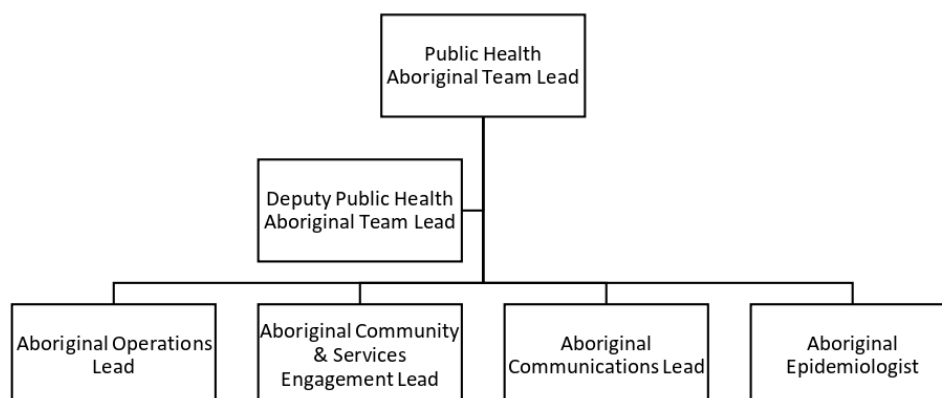 Public Health
Aboriginal Team Lead
Deputy Public Health
Aboriginal Team Lead
Aboriginal Operations
Lead
Aboriginal Community
& Services
Engagement Lead
Aboriginal
Communications Lead
Aboriginal
Epidemiologist